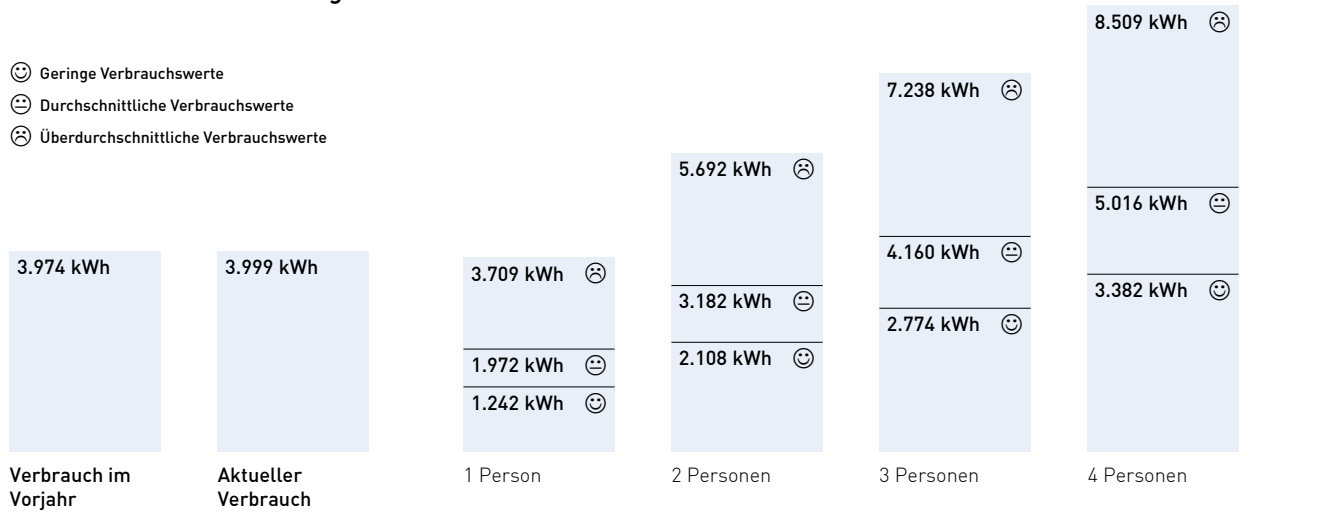 Geringe Verbrauchswerte
Durchschnittliche Verbrauchswerte
Überdurchschnittliche Verbrauchswerte
3.974 kWh
Verbrauch im
Vorjahr
3.999 kWh
Aktueller
Verbrauch
3.709 kWh
1.972 kWh
1.242 kWh
1 Person
5.692 kWh
3.182 kWh
2.108 kWh
2 Personen
7.238 kWh
4.160 kWh
2.774 kWh
3 Personen
8.509 kWh
5.016 kWh
3.382 kWh
4 Personen